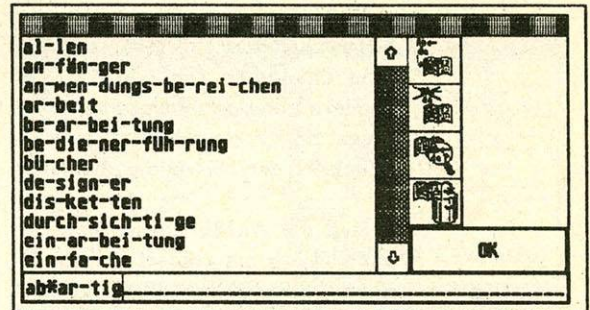 al-len
an-fän-ger
an-wen-dungs-be-rei-chen
ar-beit
be-ar-bei-tung
be-die-ner-füh-rung
bü-cher
de-sign-er
dis-ket-ten
durch-sich-ti-ge
ein-ar-bei-tung
ein-fa-che
OK
ab*ar-tig